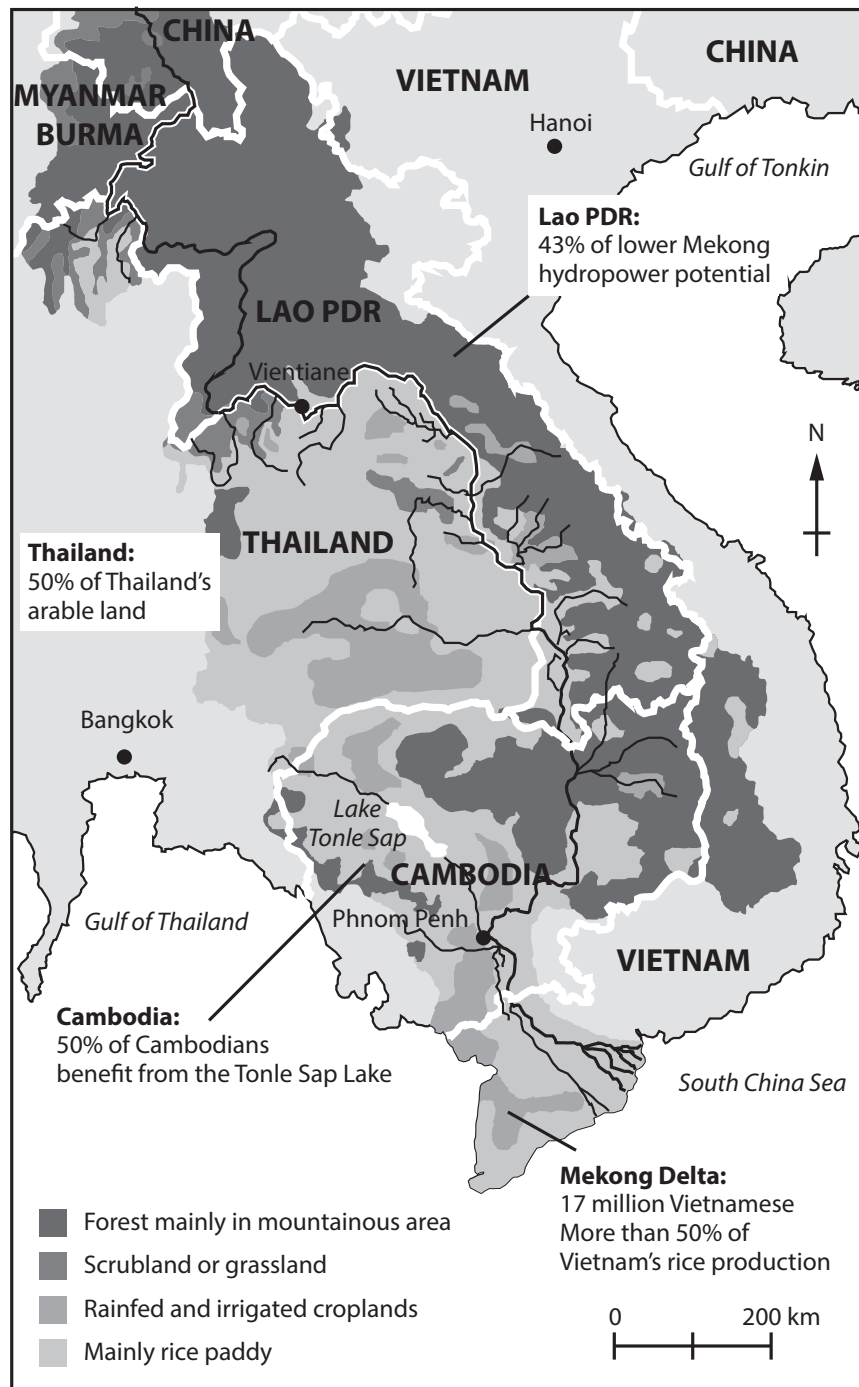 CHINA
CHINA
MYANMAR
BURMA
VIETNAM
Hanoi
Gulf of Tonkin
Lao PDR:
43% of lower Mekong
hydropower potential
LAO PDR
Vientiane
N
THAILAND
Thailand:
50% of Thailand’s
arable land
Bangkok
Lake
Tonle Sap
CAMBODIA
Gulf of Thailand
Phnom Penh
VIETNAM
Cambodia:
50% of Cambodians
benefit from the Tonle Sap Lake
South China Sea
Mekong Delta:
17 million Vietnamese
More than 50% of
Vietnam’s rice production
Forest mainly in mountainous area
Scrubland or grassland
Rainfed and irrigated croplands
Mainly rice paddy
0 200 km